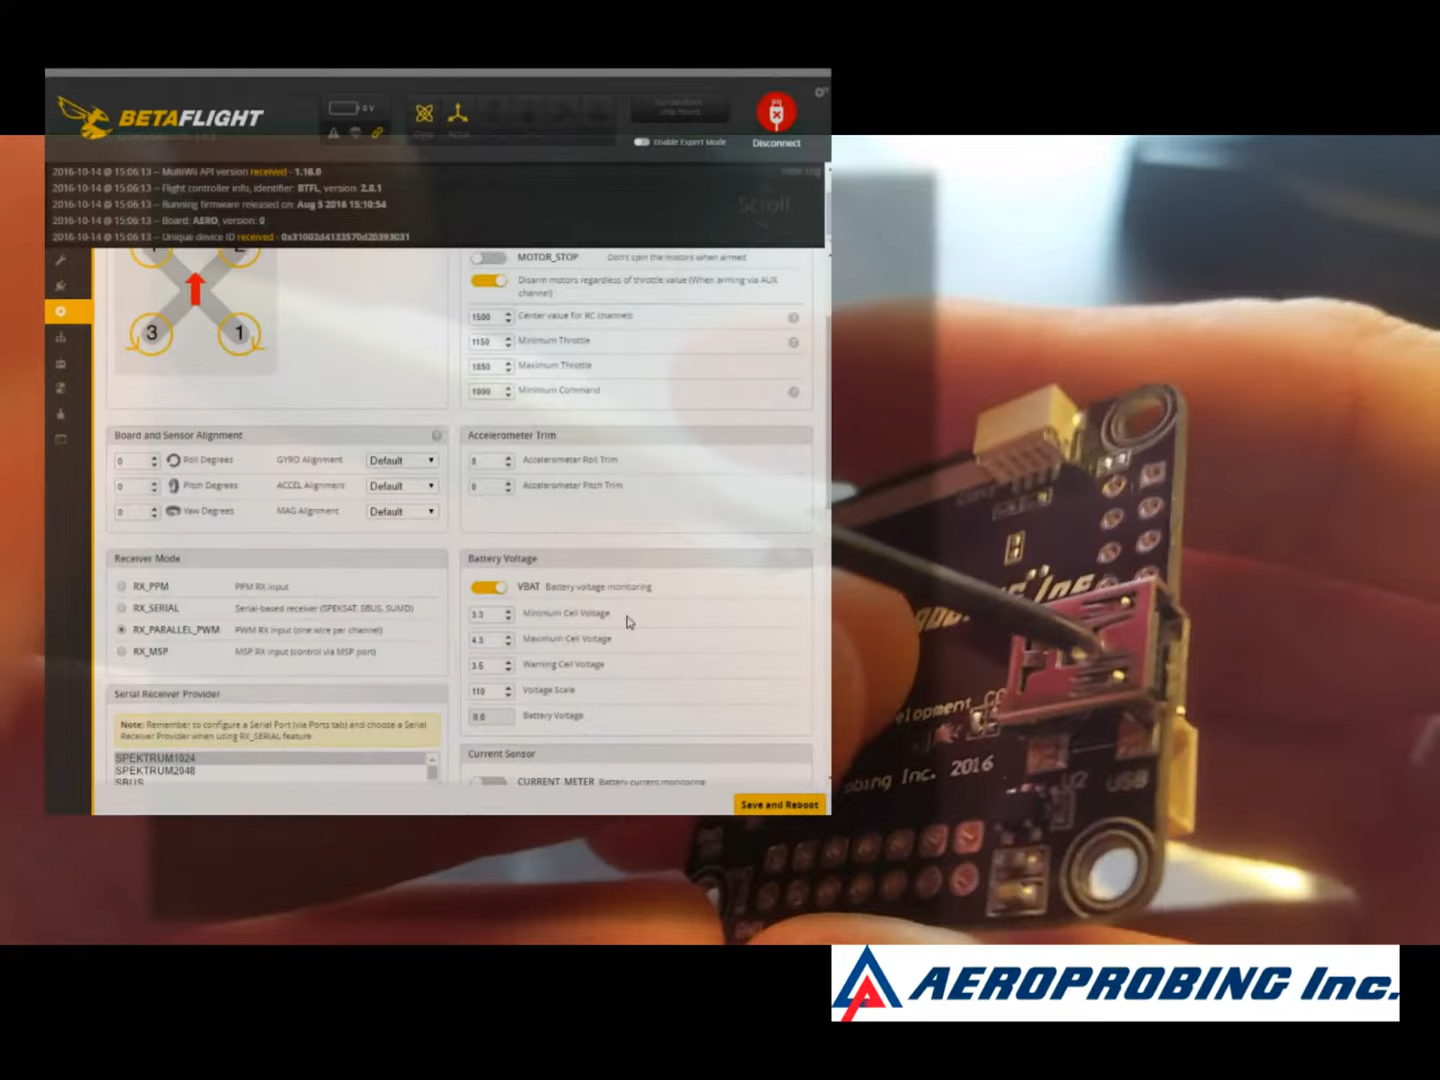 BETAFLIGHT
0 V
Enable Expert Mode
Disconnect
2016-10-14 @ 15:06:13 -- MultiWii API version received - 1.16.0
2016-10-14 @ 15:06:13 -- Flight controller info, identifier: BTFL, version: 2.8.1
2016-10-14 @ 15:06:13 -- Running firmware released on: Aug 5 2016 15:10:54
2016-10-14 @ 15:06:13 -- Board: AERO, version: 0
2016-10-14 @ 15:06:13 -- Unique device ID received - 0x31002d4133570d20393031
Scroll
3
1
MOTOR_STOP Don't spin the motors when armed
Disarm motors regardless of throttle value (When arming via AUX
channel)
1500 Center value for RC channels
1150 Minimum Throttle
1850 Maximum Throttle
1000 Minimum Command
Board and Sensor Alignment
0 Roll Degrees GYRO Alignment Default
0 Pitch Degrees ACCEL Alignment Default
0 Yaw Degrees MAG Alignment Default
Accelerometer Trim
0 Accelerometer Roll Trim
0 Accelerometer Pitch Trim
Receiver Mode
RX_PPM PPM RX input
RX_SERIAL Serial-based receiver (SPEKSAT, SBUS, SUMD)
RX_PARALLEL_PWM PWM RX input (one wire per channel)
RX_MSP MSP RX input (control via MSP port)
Battery Voltage
VBAT Battery voltage monitoring
3.3 Minimum Cell Voltage
4.3 Maximum Cell Voltage
3.5 Warning Cell Voltage
110 Voltage Scale
0.0 Battery Voltage
Serial Receiver Provider
Note: Remember to configure a Serial Port (via Ports tab) and choose a Serial
Receiver Provider when using RX_SERIAL feature
SPEKTRUM1024
SPEKTRUM2048
SBUS
Current Sensor
CURRENT_METER Battery current monitoring
Save and Reboot
elopment
obing Inc. 2016
U2
USB
AEROPROBING Inc.